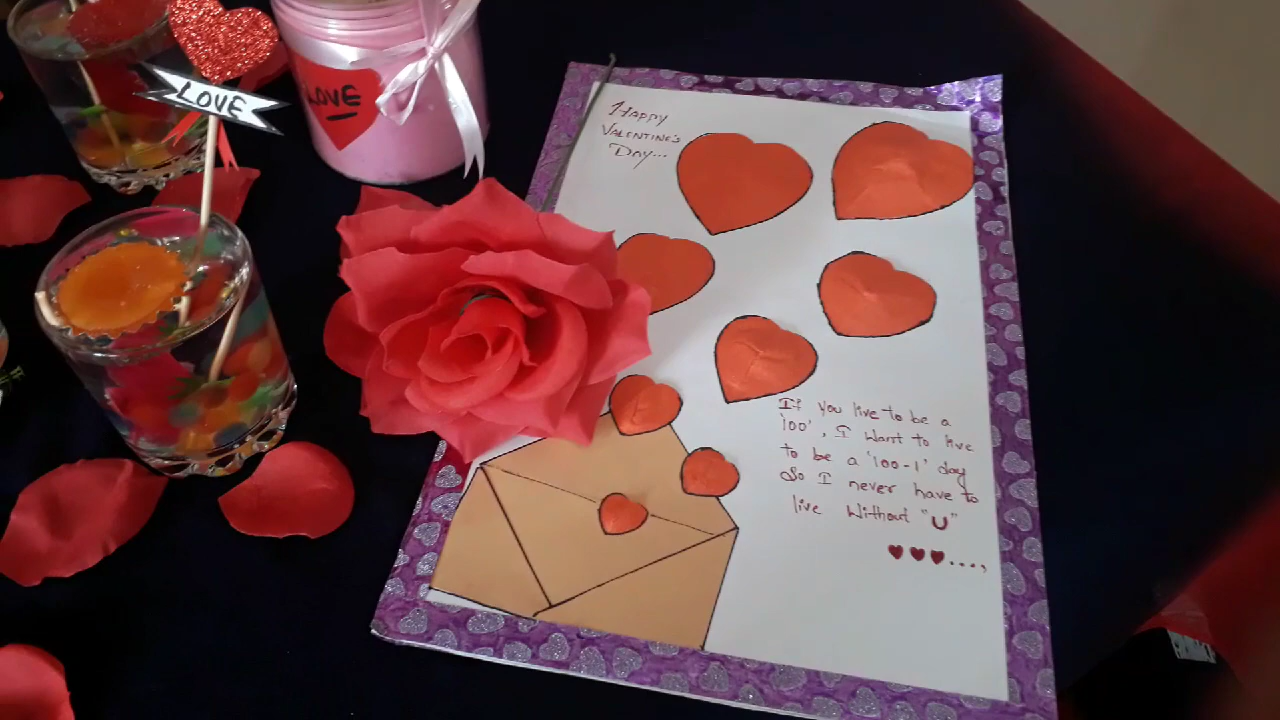 LOVE
LOVE
Happy
Valentine's
Day...
If you live to be a
'100', I want to live
to be a '100-1' day
So I never have to
live without "U"